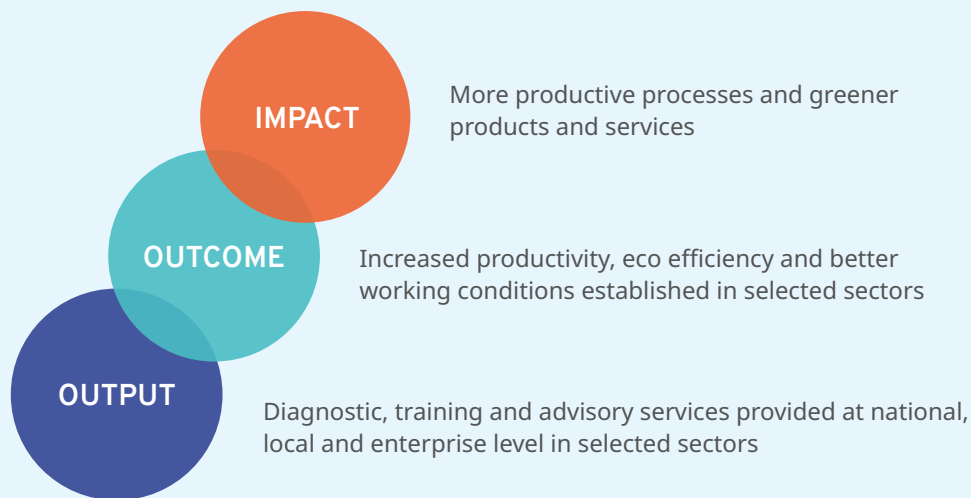 IMPACT
More productive processes and greener
products and services
OUTCOME
Increased productivity, eco efficiency and better
working conditions established in selected sectors
OUTPUT
Diagnostic, training and advisory services provided at national,
local and enterprise level in selected sectors